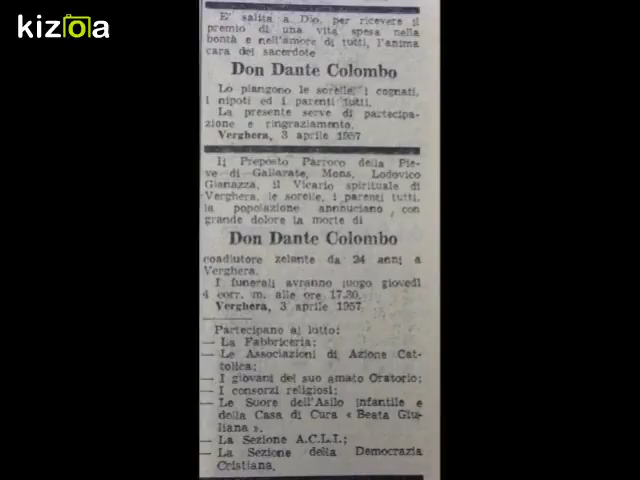 kizoa
E' salita a Dio, per ricevere il
premio di una vita spesa nella
bontà e nell'amore di tutti, l'anima
cara del sacerdote
Don Dante Colombo
Lo piangono le sorelle, i cognati,
i nipoti ed i parenti tutti.
La presente serve di partecipa-
zione e ringraziamento.
Verghera, 3 aprile 1957
Il Preposto Parroco della Pie-
ve di Gallarate, Mons. Lodovico
Gianazza, il Vicario spirituale di
Verghera, le sorelle, i parenti tutti,
la popolazione annnuciano con
grande dolore la morte di
Don Dante Colombo
coadiutore zelante da 24 anni a
Verghera.
I funerali avranno luogo giovedì
4 corr. m. alle ore 17.30.
Verghera, 3 aprile 1957
Partecipano al lutto:
— La Fabbriceria;
— Le Associazioni di Azione Cat-
tolica;
— I giovani del suo amato Oratorio;
— I consorzi religiosi;
— Le Suore dell'Asilo Infantile e
della Casa di Cura « Beata Giu-
liana ».
— La Sezione A.C.L.I.;
— La Sezione della Democrazia
Cristiana.